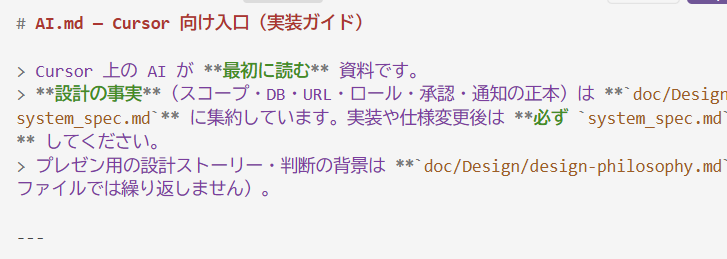 # AI.md — Cursor 向け入口（実装ガイド）
> Cursor 上の AI が **最初に読む** 資料です。
> **設計の事実**（スコープ・DB・URL・ロール・承認・通知の正本）は **`doc/Design
system_spec.md`** に集約しています。実装や仕様変更後は **必ず `system_spec.md`
** してください。
> プレゼン用の設計ストーリー・判断の背景は **`doc/Design/design-philosophy.md`
ファイルでは繰り返しません）。
---